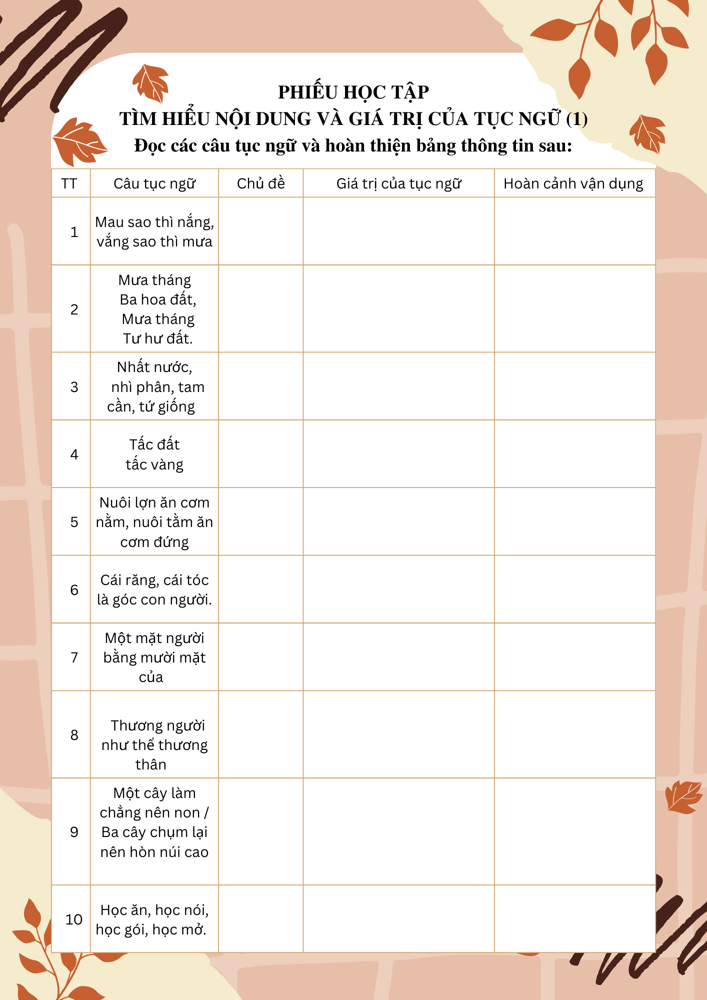 PHIẾU HỌC TẬP
TÌM HIỂU NỘI DUNG VÀ GIÁ TRỊ CỦA TỤC NGỮ (1)
Đọc các câu tục ngữ và hoàn thiện bảng thông tin sau:
TT Câu tục ngữ Chủ đề Giá trị của tục ngữ Hoàn cảnh vận dụng
1
Mau sao thì nắng,
vắng sao thì mưa
2
Mưa tháng
Ba hoa đất,
Mưa tháng
Tư hư đất.
3
Nhất nước,
nhì phân, tam
cần, tứ giống
4
Tấc đất
tấc vàng
5
Nuôi lợn ăn cơm
nằm, nuôi tằm ăn
cơm đứng
6
Cái răng, cái tóc
là góc con người.
7
Một mặt người
bằng mười mặt
của
8
Thương người
như thể thương
thân
9
Một cây làm
chẳng nên non /
Ba cây chụm lại
nên hòn núi cao
10
Học ăn, học nói,
học gói, học mở.